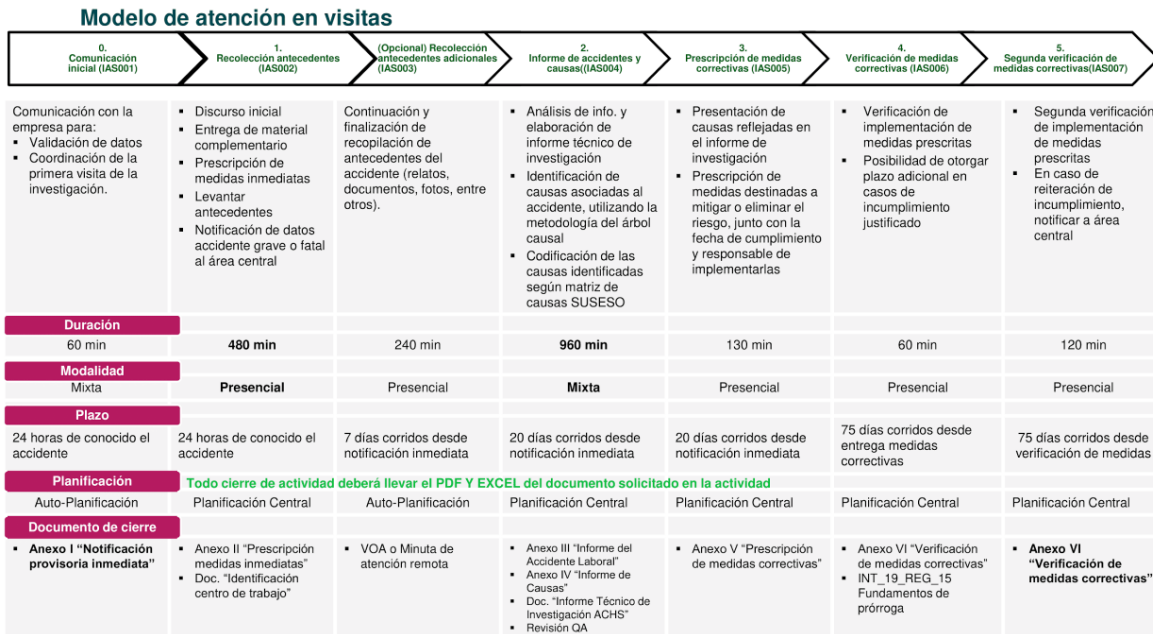 Modelo de atención en visitas
0.
Comunicación
inicial (IAS001)
1.
Recolección antecedentes
(IAS002)
(Opcional) Recolección
antecedentes adicionales
(IAS003)
2.
Informe de accidentes y
causas((IAS004)
3.
Prescripción de medidas
correctivas (IAS005)
4.
Verificación de medidas
correctivas (IAS006)
5.
Segunda verificación de
medidas correctivas(IAS007)
Comunicación con la
empresa para:
▪ Validación de datos
▪ Coordinación de la
primera visita de la
investigación.
▪ Discurso inicial
▪ Entrega de material
complementario
▪ Prescripción de
medidas inmediatas
▪ Levantar
antecedentes
▪ Notificación de datos
accidente grave o fatal
al área central
Continuación y
finalización de
recopilación de
antecedentes del
accidente (relatos,
documentos, fotos, entre
otros).
▪ Análisis de info. y
elaboración de
informe técnico de
investigación
▪ Identificación de
causas asociadas al
accidente, utilizando la
metodología del árbol
causal
▪ Codificación de las
causas identificadas
según matriz de
causas SUSESO
▪ Presentación de
causas reflejadas en
el informe de
investigación
▪ Prescripción de
medidas destinadas a
mitigar o eliminar el
riesgo, junto con la
fecha de cumplimiento
y responsable de
implementarlas
▪ Verificación de
implementación de
medidas prescritas
▪ Posibilidad de otorgar
plazo adicional en
casos de
incumplimiento
justificado
▪ Segunda verificación
de implementación
de medidas
prescritas
▪ En caso de
reiteración de
incumplimiento,
notificar a área
central
Duración
60 min
480 min
240 min
960 min
130 min
60 min
120 min
Modalidad
Mixta
Presencial
Presencial
Mixta
Presencial
Presencial
Presencial
Plazo
24 horas de conocido el
accidente
24 horas de conocido el
accidente
7 días corridos desde
notificación inmediata
20 días corridos desde
notificación inmediata
20 días corridos desde
notificación inmediata
75 días corridos desde
entrega medidas
correctivas
75 días corridos desde
verificación de medidas
Planificación
Todo cierre de actividad deberá llevar el PDF Y EXCEL del documento solicitado en la actividad
Auto-Planificación
Planificación Central
Auto-Planificación
Planificación Central
Planificación Central
Planificación Central
Planificación Central
Documento de cierre
▪ Anexo I “Notificación
provisoria inmediata”
▪ Anexo II “Prescripción
medidas inmediatas”
▪ Doc. “Identificación
centro de trabajo”
▪ VOA o Minuta de
atención remota
▪ Anexo III “Informe del
Accidente Laboral”
▪ Anexo IV “Informe de
Causas”
▪ Doc. “Informe Técnico de
Investigación ACHS”
▪ Revisión QA
▪ Anexo V “Prescripción
de medidas correctivas”
▪ Anexo VI “Verificación
de medidas correctivas”
▪ INT_19_REG_15
Fundamentos de
prórroga
▪ Anexo VI
“Verificación de
medidas correctivas”